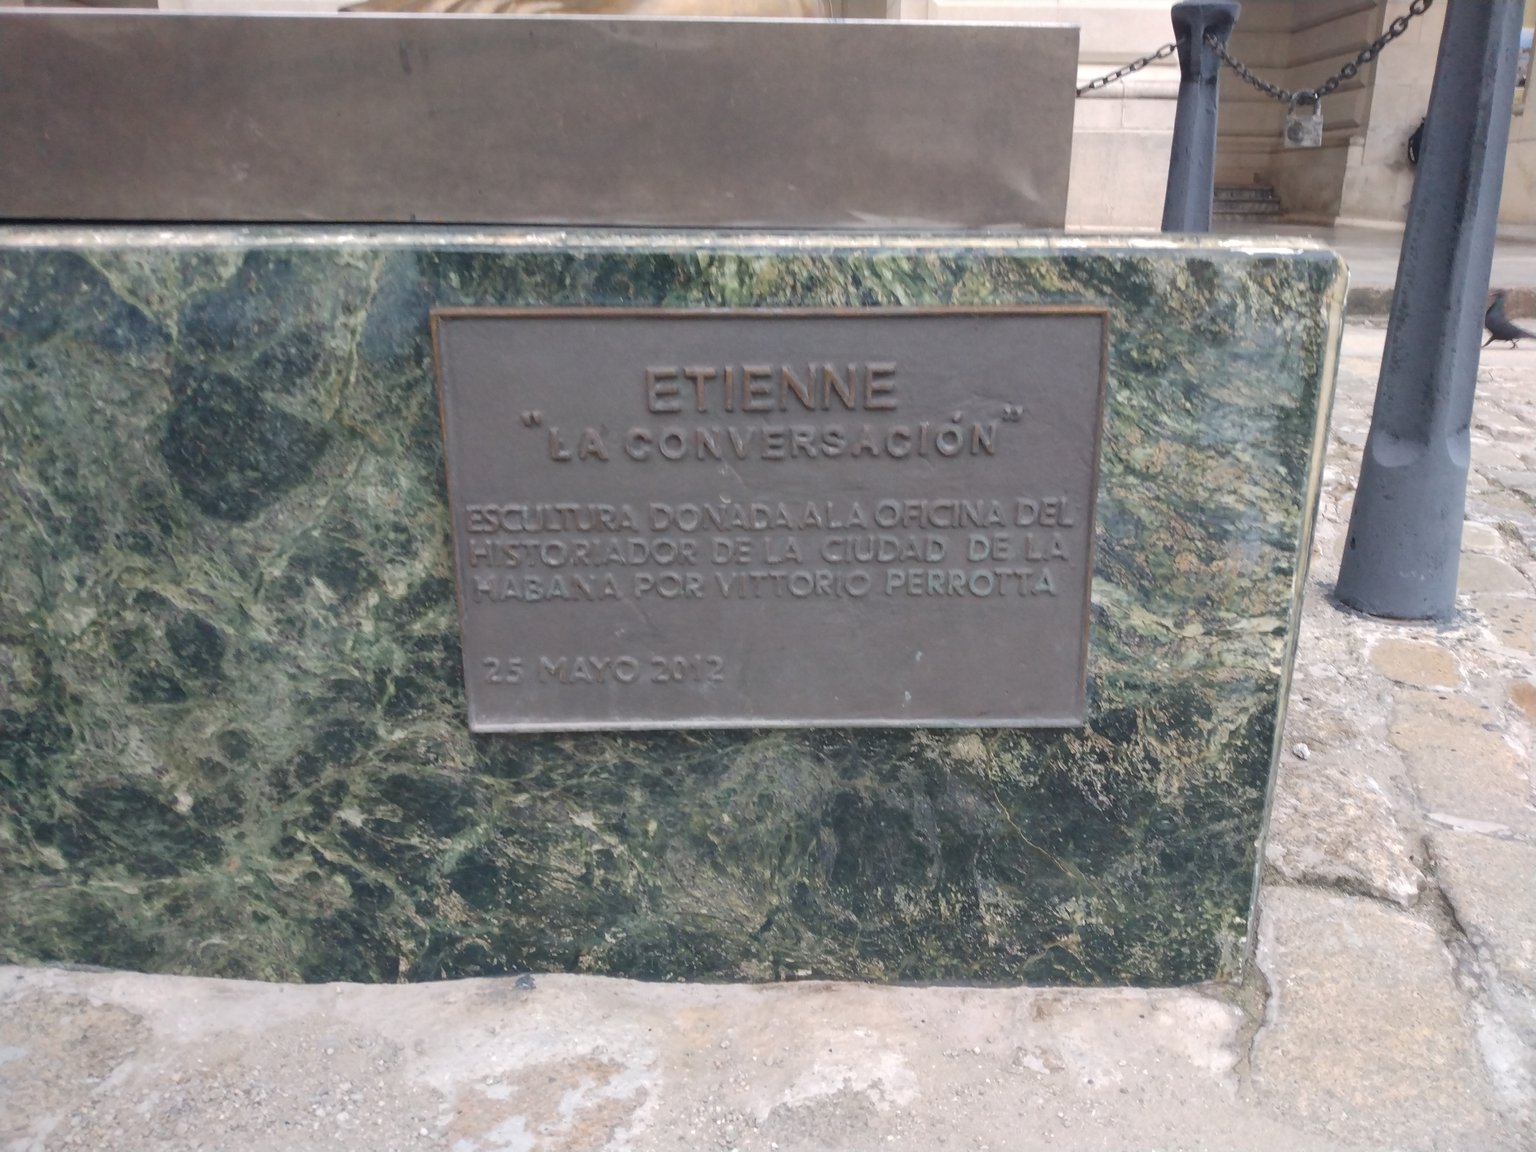 ETIENNE
"LA CONVERSACIÓN"
ESCULTURA DONADA A LA OFICINA DEL
HISTORIADOR DE LA CIUDAD DE LA
HABANA POR VITTORIO PERROTTA
25 MAYO 2012